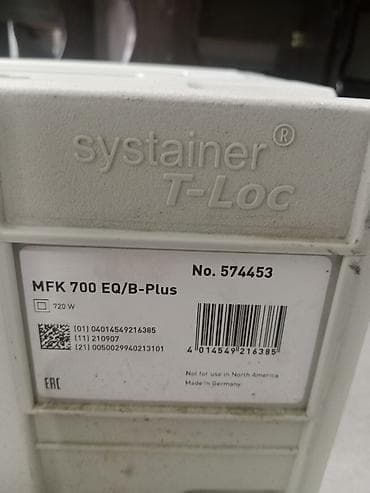 systainer®
T-Loc
No. 574453
MFK 700 EQ/B-Plus
720 W
(01) 04014549216385
(11) 210907
(21) 0050029940213101
4 014549 216385
EAC
Not for use in North America
Made in Germany